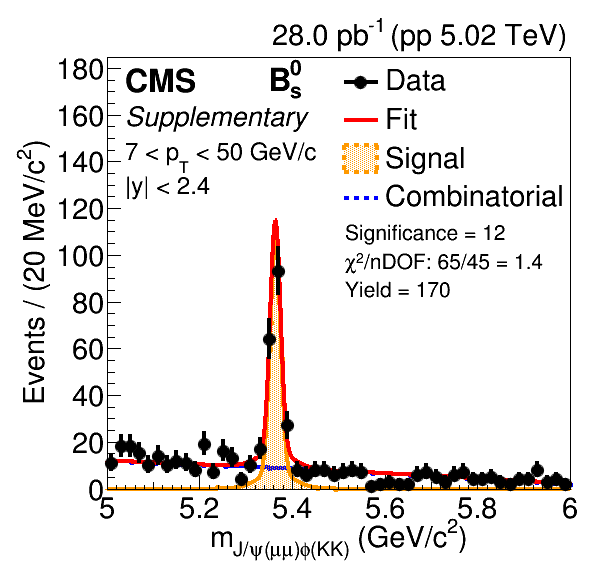 28.0 pb⁻¹ (pp 5.02 TeV)
CMS
B⁰ₛ
Supplementary
7 < p_T < 50 GeV/c
|y| < 2.4
Data
Fit
Signal
Combinatorial
Significance = 12
χ²/nDOF: 65/45 = 1.4
Yield = 170
Events / (20 MeV/c²)
180
160
140
120
100
80
60
40
20
0
5
5.2
5.4
5.6
5.8
6
m_J/ψ(μμ)φ(KK) (GeV/c²)